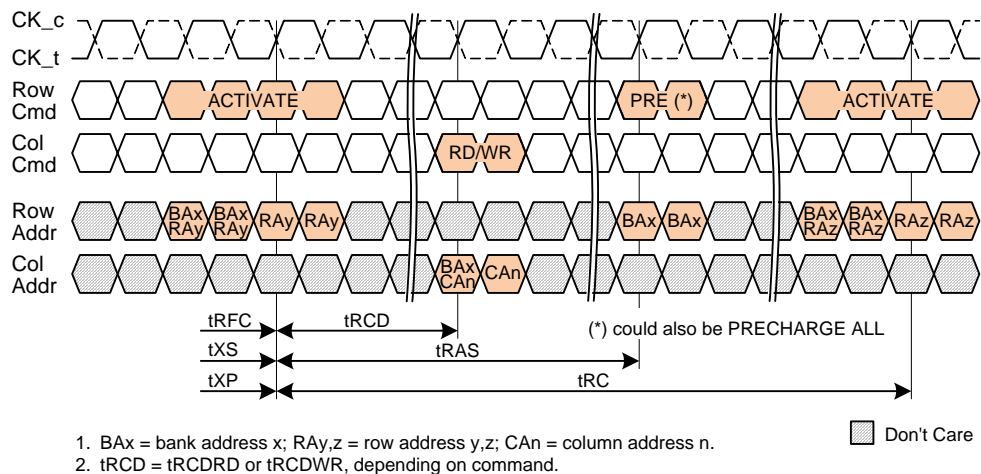 CK_c
CK_t
Row Cmd ACTIVATE PRE (*) ACTIVATE
Col Cmd RD/WR
Row Addr BAx RAy BAx RAy RAy RAy BAx BAx BAx RAz BAx RAz RAz RAz
Col Addr BAx CAn CAn
tRFC tRCD (*) could also be PRECHARGE ALL
tXS tRAS
tXP tRC
Don't Care
1. BAx = bank address x; RAy,z = row address y,z; CAn = column address n.
2. tRCD = tRCDRD or tRCDWR, depending on command.